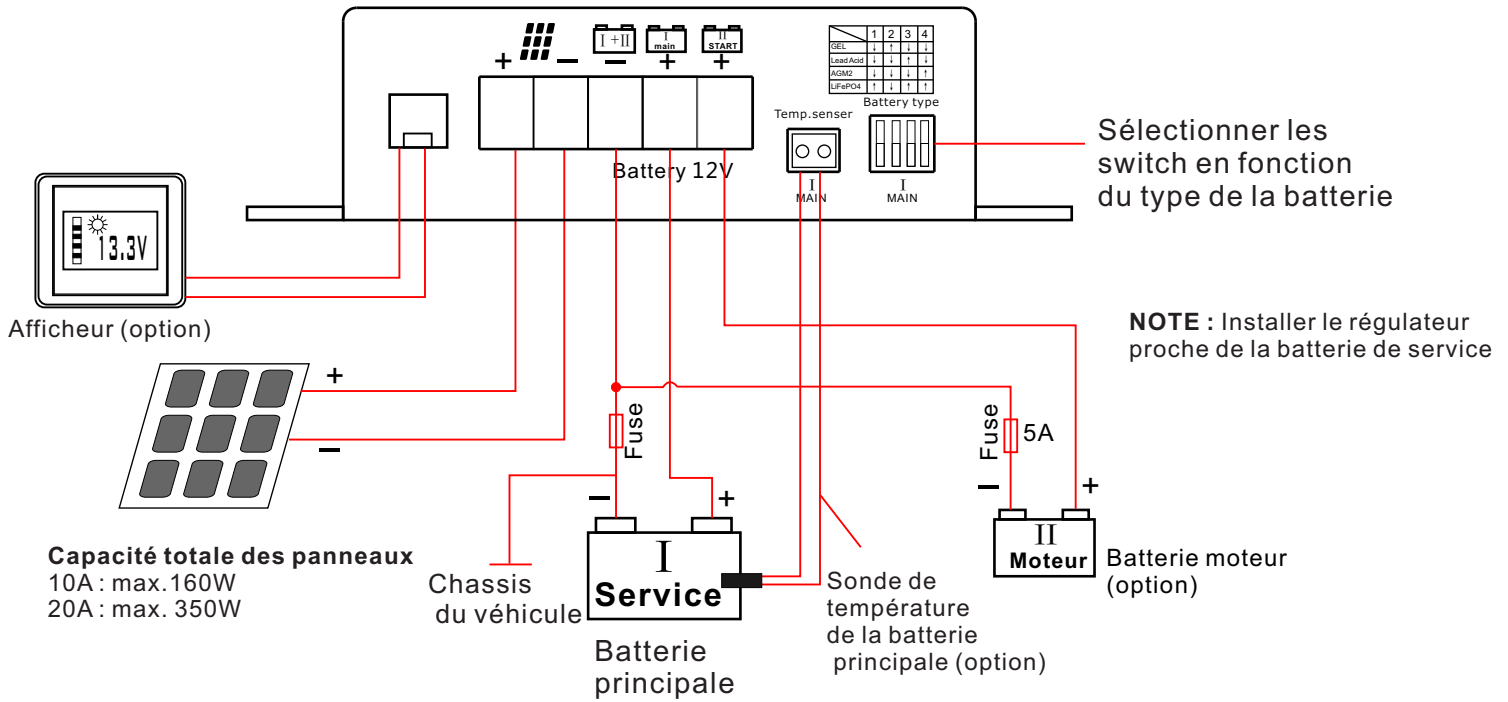 I +II
I
main
II
START
+
−
−
+
+
1 2 3 4
GEL ↓ ↑ ↓ ↓
Lead Acid ↓ ↓ ↑ ↓
AGM2 ↓ ↓ ↓ ↑
LiFePO4 ↑ ↓ ↑ ↑
Battery type
Temp.senser
Battery 12V
I
MAIN
I
MAIN
Sélectionner les
switch en fonction
du type de la batterie
13.3V
Afficheur (option)
NOTE : Installer le régulateur
proche de la batterie de service
+
−
Fuse
Fuse
5A
−
+
−
+
Capacité totale des panneaux
10A : max.160W
20A : max. 350W
Chassis
du véhicule
I
Service
Batterie
principale
Sonde de
température
de la batterie
principale (option)
II
Moteur
Batterie moteur
(option)